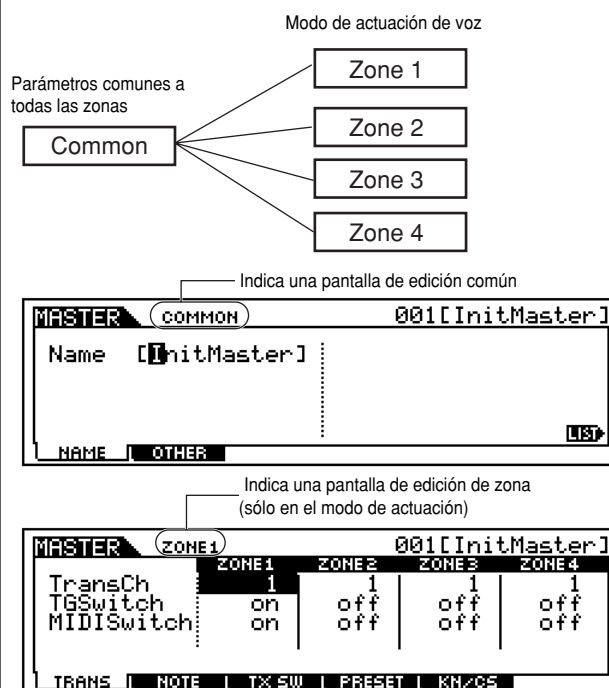 Modo de actuación de voz
Zone 1
Parámetros comunes a
todas las zonas
Common
Zone 2
Zone 3
Zone 4
Indica una pantalla de edición común
MASTER COMMON 001[InitMaster]
Name [InitMaster]
LIST
NAME OTHER
Indica una pantalla de edición de zona
(sólo en el modo de actuación)
MASTER ZONE1 001[InitMaster]
ZONE1 ZONE2 ZONE3 ZONE4
TransCh 1 1 1 1
TGSwitch on off off off
MIDISwitch on off off off
TRANS NOTE TX SW PRESET KN/CS